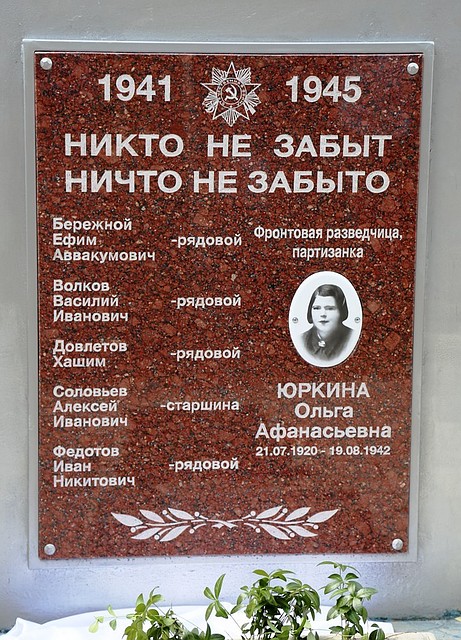 1941 1945
НИКТО НЕ ЗАБЫТ
НИЧТО НЕ ЗАБЫТО
Бережной
Ефим -рядовой
Аввакумович
Волков
Василий -рядовой
Иванович
Довлетов -рядовой
Хашим
Соловьев
Алексей -старшина
Иванович
Федотов
Иван -рядовой
Никитович
Фронтовая разведчица,
партизанка
ЮРКИНА
Ольга
Афанасьевна
21.07.1920 - 19.08.1942